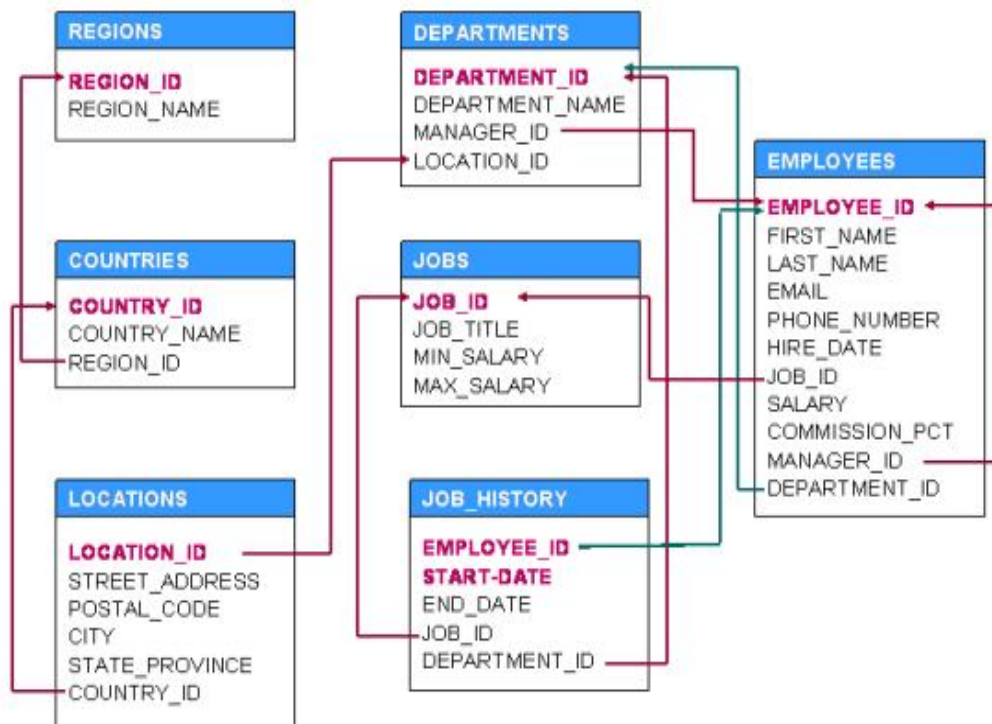 REGIONS
REGION_ID
REGION_NAME
DEPARTMENTS
DEPARTMENT_ID
DEPARTMENT_NAME
MANAGER_ID
LOCATION_ID
EMPLOYEES
EMPLOYEE_ID
FIRST_NAME
LAST_NAME
EMAIL
PHONE_NUMBER
HIRE_DATE
JOB_ID
SALARY
COMMISSION_PCT
MANAGER_ID
DEPARTMENT_ID
COUNTRIES
COUNTRY_ID
COUNTRY_NAME
REGION_ID
JOBS
JOB_ID
JOB_TITLE
MIN_SALARY
MAX_SALARY
LOCATIONS
LOCATION_ID
STREET_ADDRESS
POSTAL_CODE
CITY
STATE_PROVINCE
COUNTRY_ID
JOB_HISTORY
EMPLOYEE_ID
START-DATE
END_DATE
JOB_ID
DEPARTMENT_ID